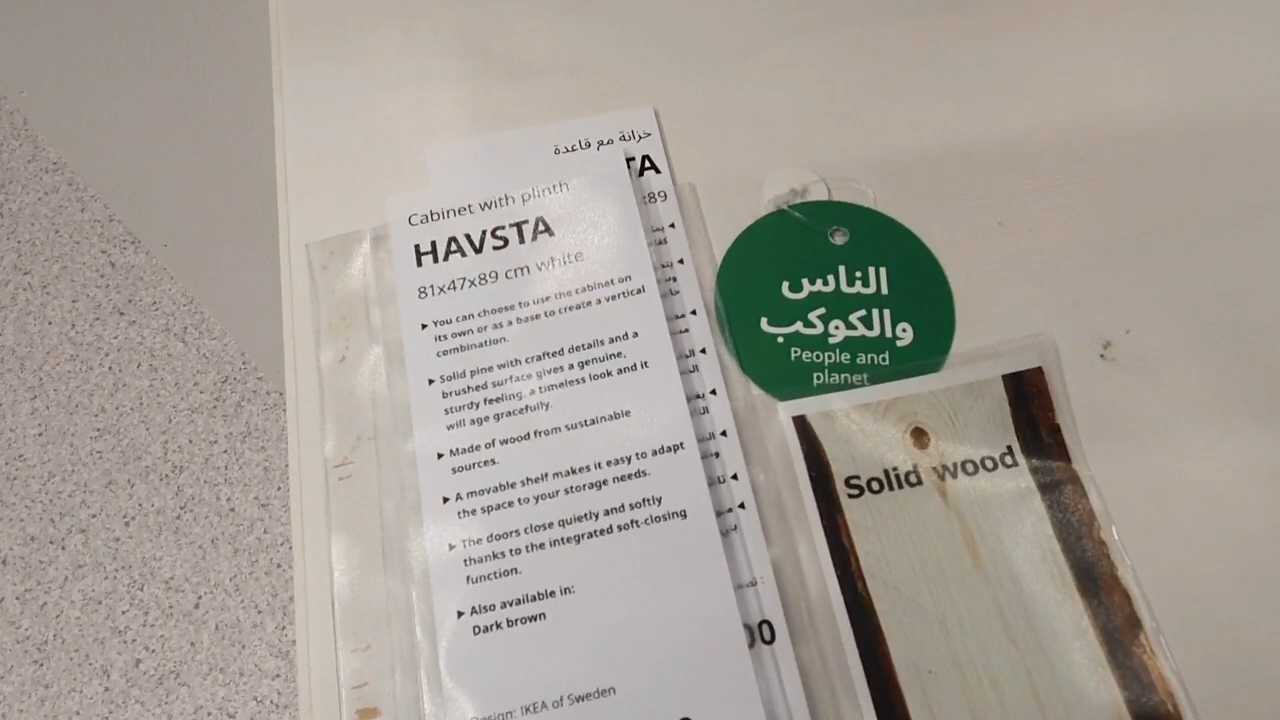 خزانة مع قاعدة
TA
:89
Cabinet with plinth
HAVSTA
81x47x89 cm white
▸ You can choose to use the cabinet on
its own or as a base to create a vertical
combination.
▸ Solid pine with crafted details and a
brushed surface gives a genuine,
sturdy feeling, a timeless look and it
will age gracefully.
▸ Made of wood from sustainable
sources.
▸ A movable shelf makes it easy to adapt
the space to your storage needs.
▸ The doors close quietly and softly
thanks to the integrated soft-closing
function.
▸ Also available in:
Dark brown
Design: IKEA of Sweden
الناس
والكوكب
People and
planet
Solid wood